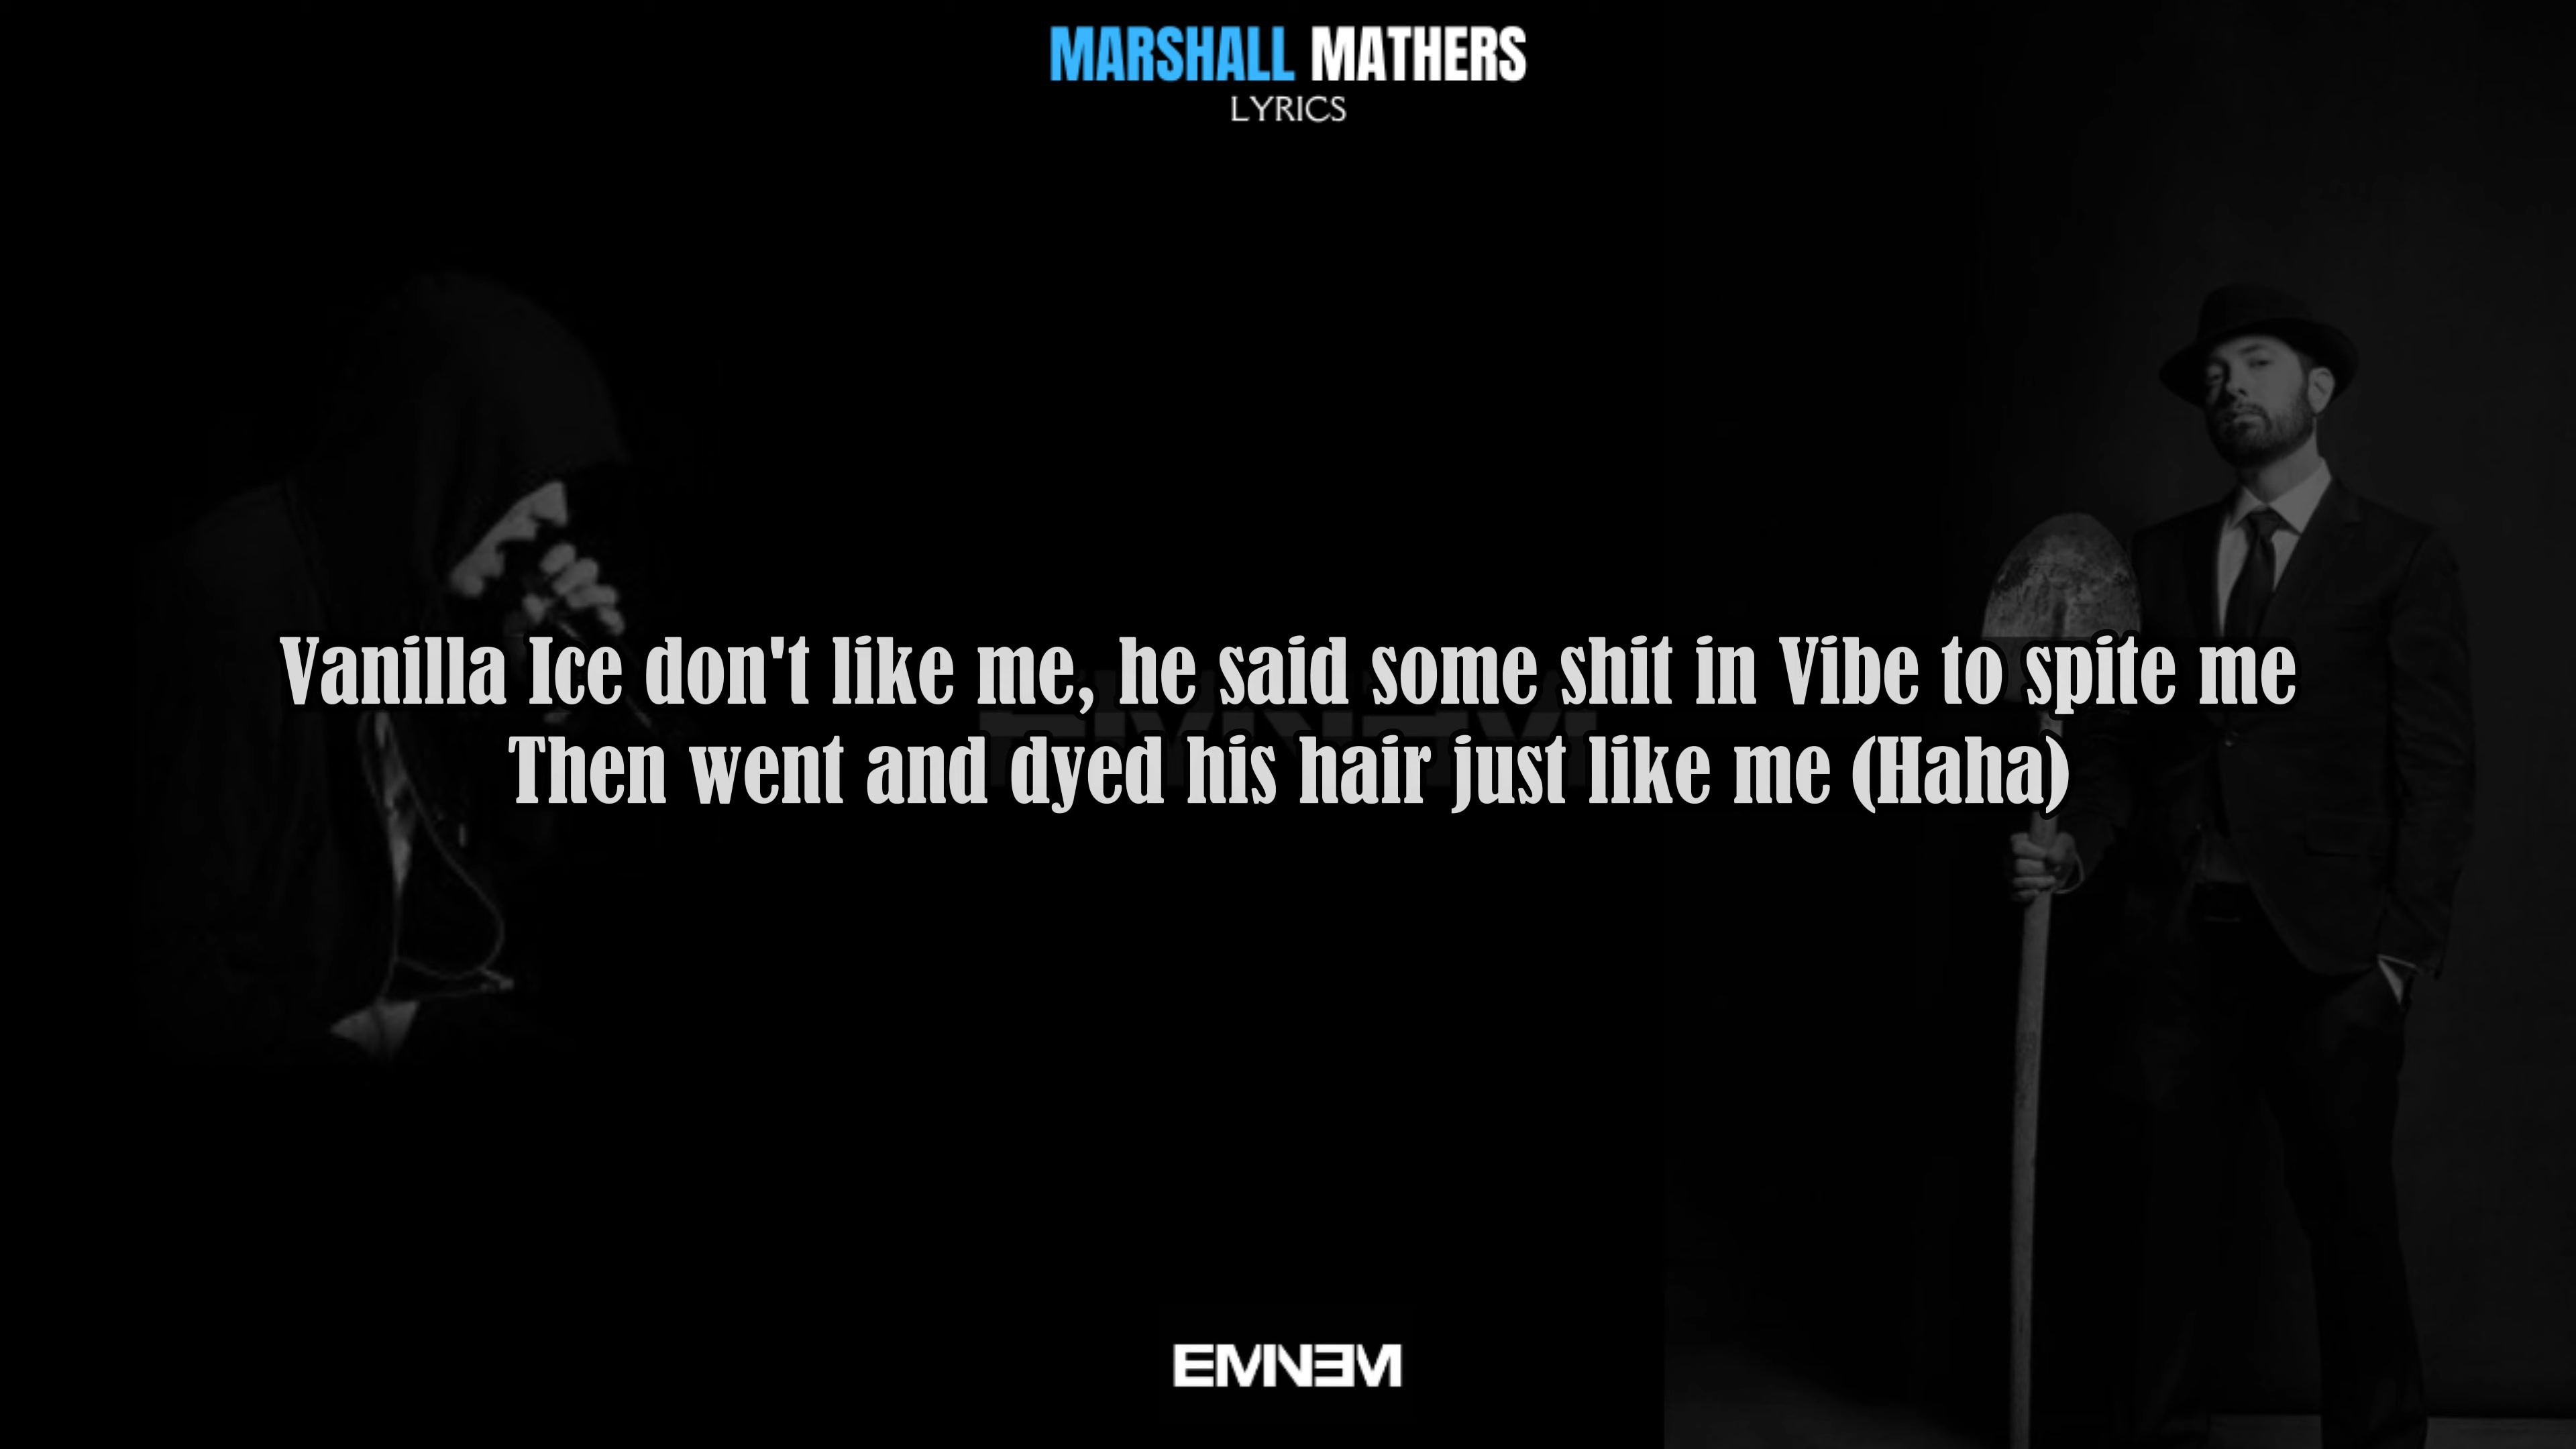 MARSHALL MATHERS
LYRICS
Vanilla Ice don't like me, he said some shit in Vibe to spite me
Then went and dyed his hair just like me (Haha)
EMINEM